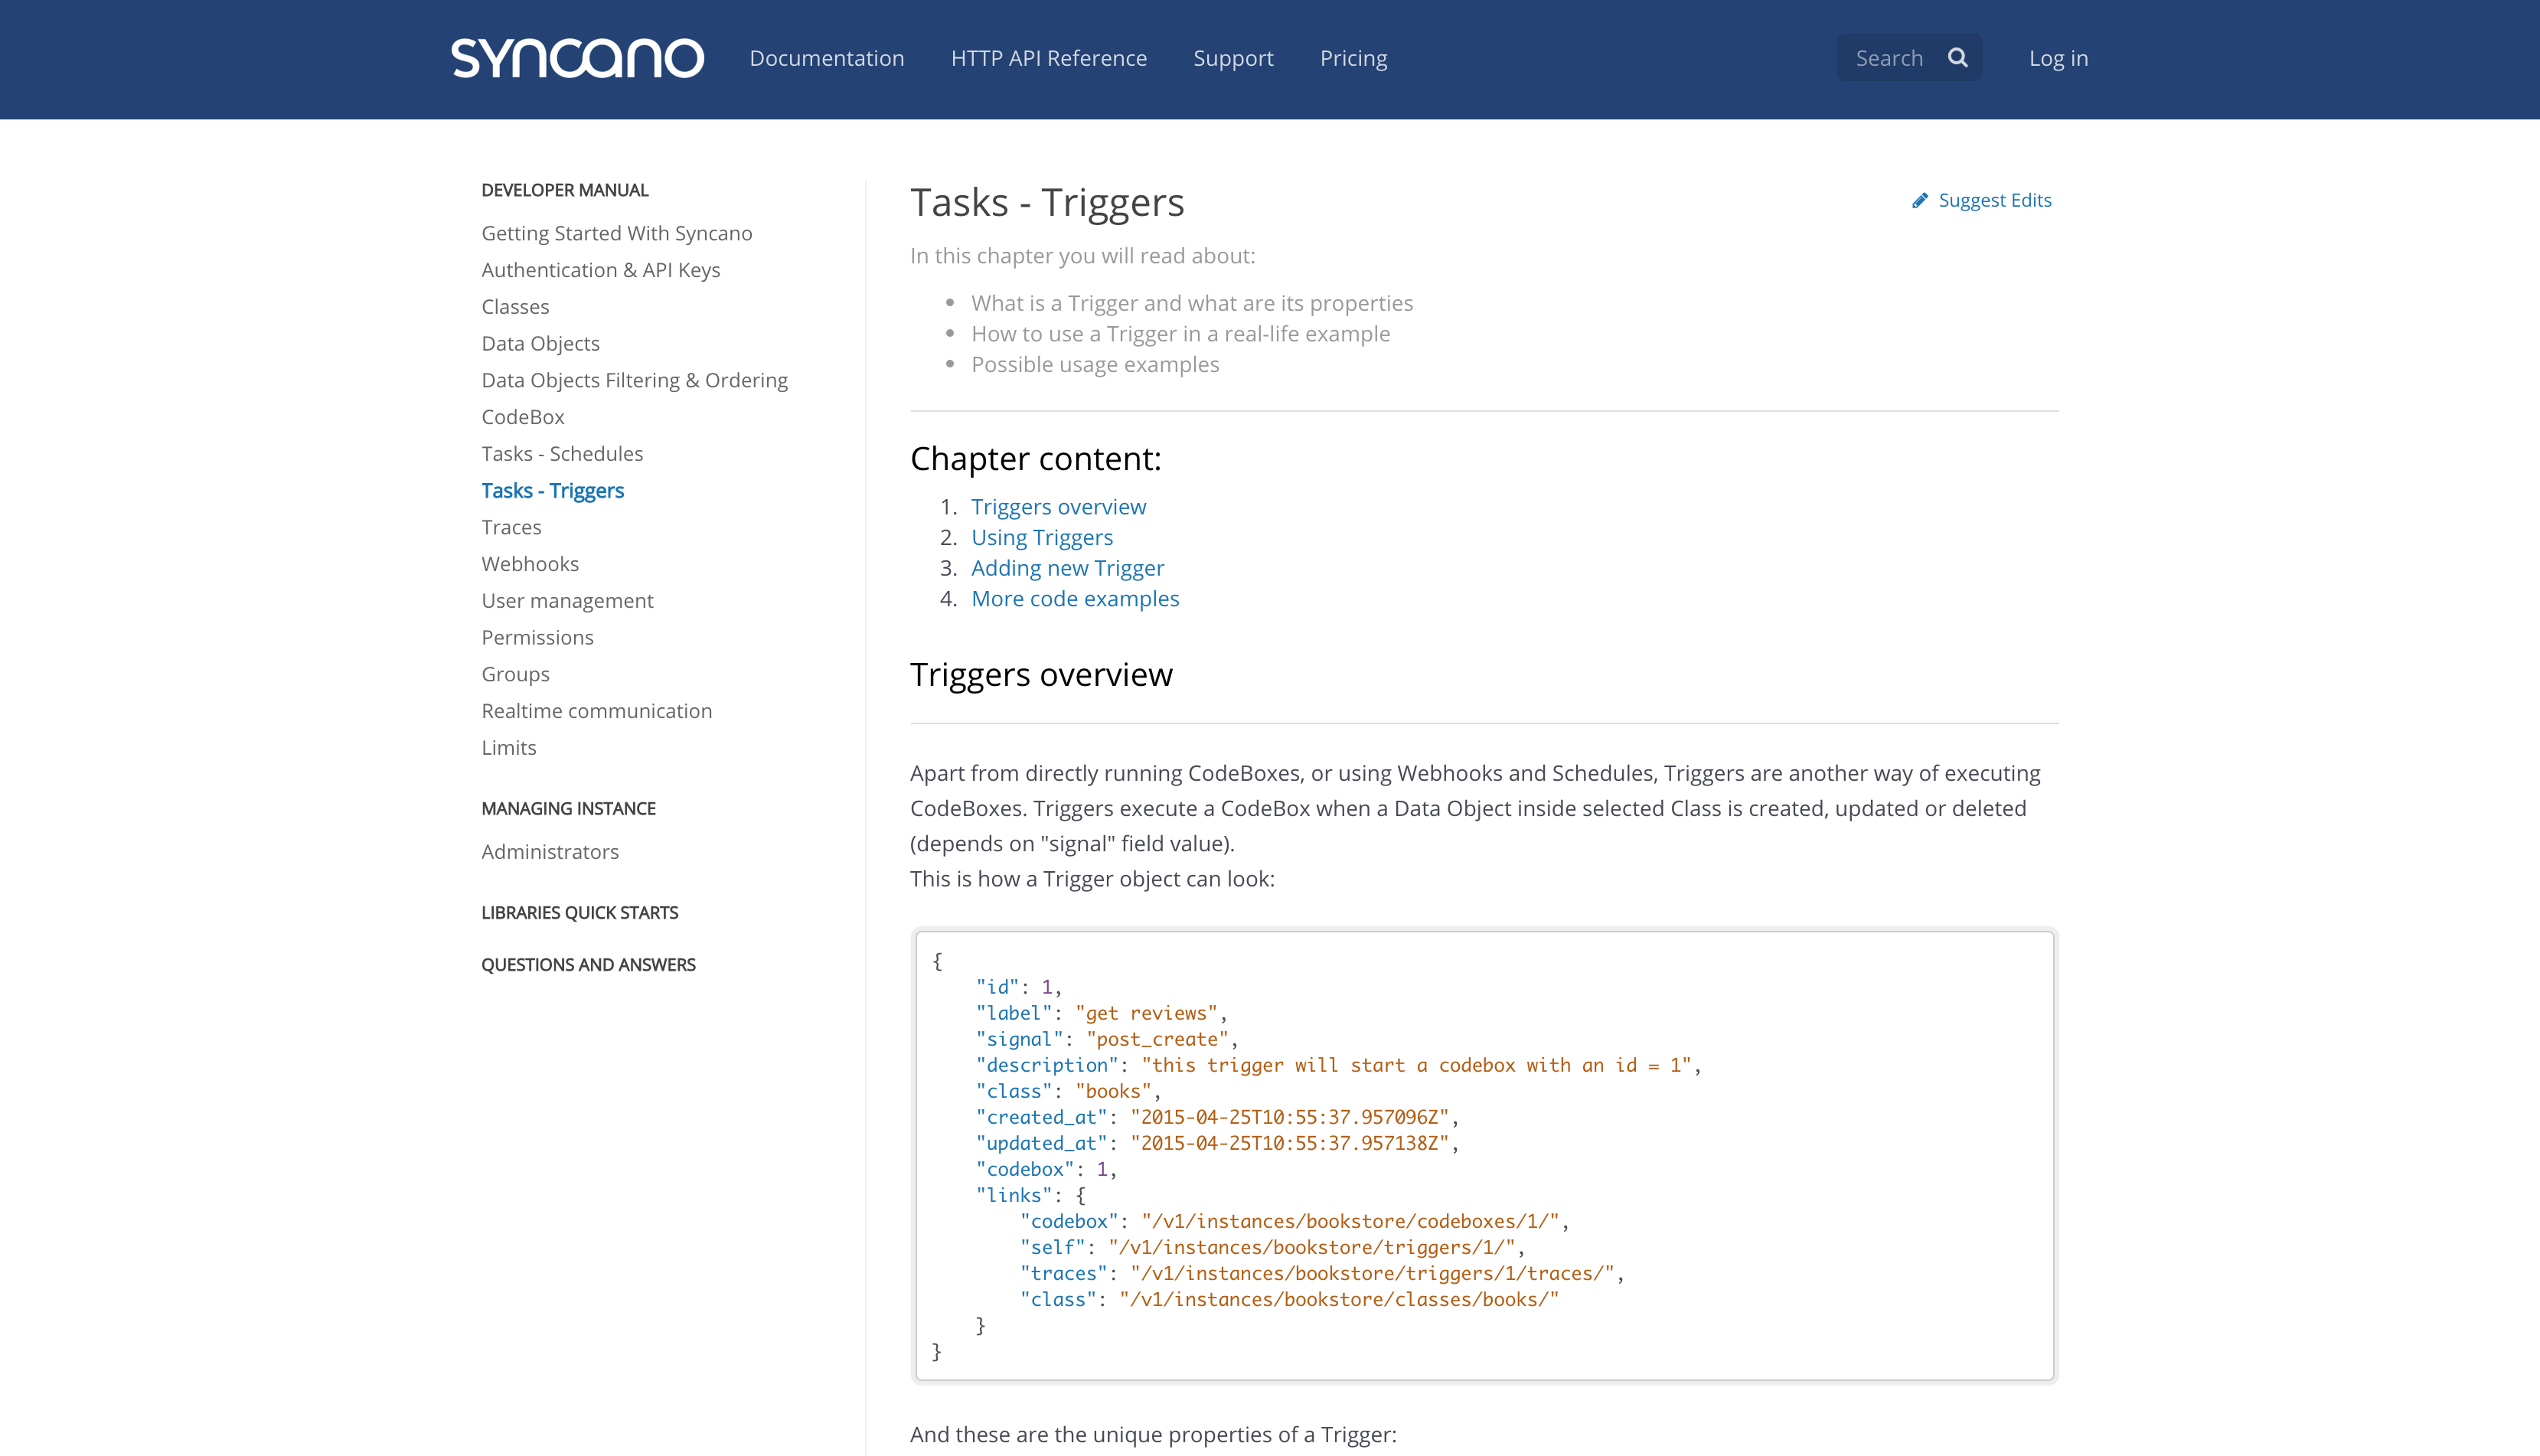 syncano
Documentation
HTTP API Reference
Support
Pricing
Search
Log in
DEVELOPER MANUAL
Getting Started With Syncano
Authentication & API Keys
Classes
Data Objects
Data Objects Filtering & Ordering
CodeBox
Tasks - Schedules
Tasks - Triggers
Traces
Webhooks
User management
Permissions
Groups
Realtime communication
Limits
MANAGING INSTANCE
Administrators
LIBRARIES QUICK STARTS
QUESTIONS AND ANSWERS
Tasks - Triggers
Suggest Edits
In this chapter you will read about:
• What is a Trigger and what are its properties
• How to use a Trigger in a real-life example
• Possible usage examples
Chapter content:
1. Triggers overview
2. Using Triggers
3. Adding new Trigger
4. More code examples
Triggers overview
Apart from directly running CodeBoxes, or using Webhooks and Schedules, Triggers are another way of executing
CodeBoxes. Triggers execute a CodeBox when a Data Object inside selected Class is created, updated or deleted
(depends on "signal" field value).
This is how a Trigger object can look:
{
    "id": 1,
    "label": "get reviews",
    "signal": "post_create",
    "description": "this trigger will start a codebox with an id = 1",
    "class": "books",
    "created_at": "2015-04-25T10:55:37.957096Z",
    "updated_at": "2015-04-25T10:55:37.957138Z",
    "codebox": 1,
    "links": {
        "codebox": "/v1/instances/bookstore/codeboxes/1/",
        "self": "/v1/instances/bookstore/triggers/1/",
        "traces": "/v1/instances/bookstore/triggers/1/traces/",
        "class": "/v1/instances/bookstore/classes/books/"
    }
}
And these are the unique properties of a Trigger: